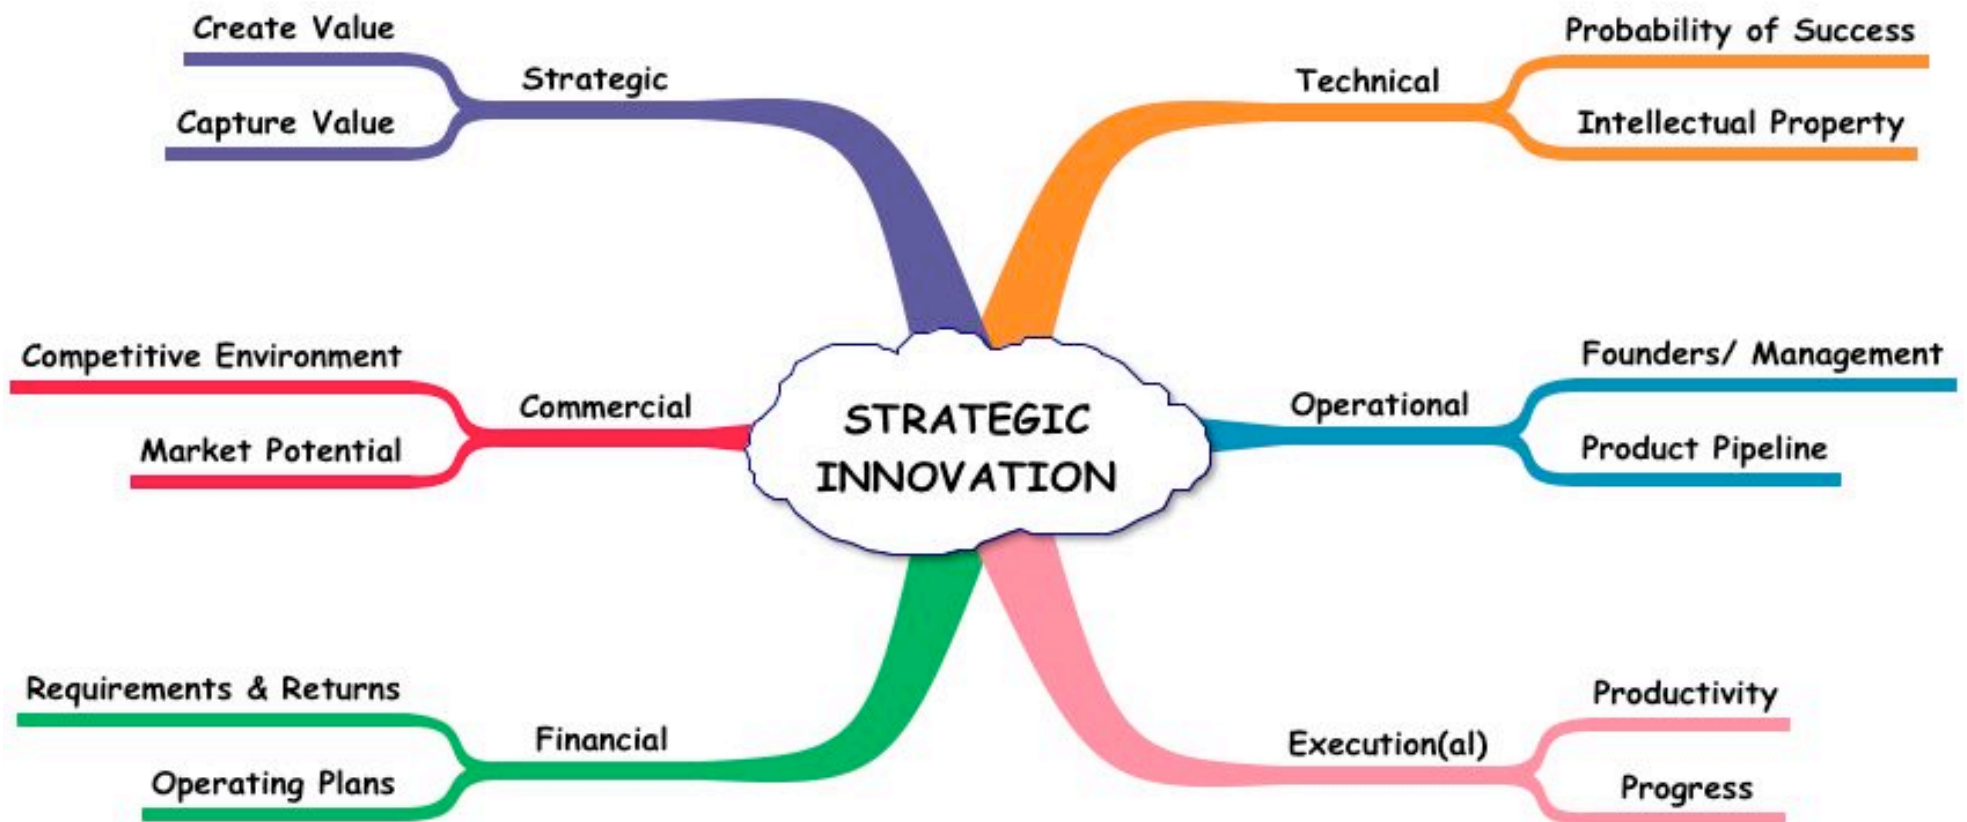 Create Value
Strategic
Capture Value
Technical
Probability of Success
Intellectual Property
Competitive Environment
Commercial
Market Potential
STRATEGIC
INNOVATION
Operational
Founders/ Management
Product Pipeline
Requirements & Returns
Financial
Operating Plans
Execution(al)
Productivity
Progress